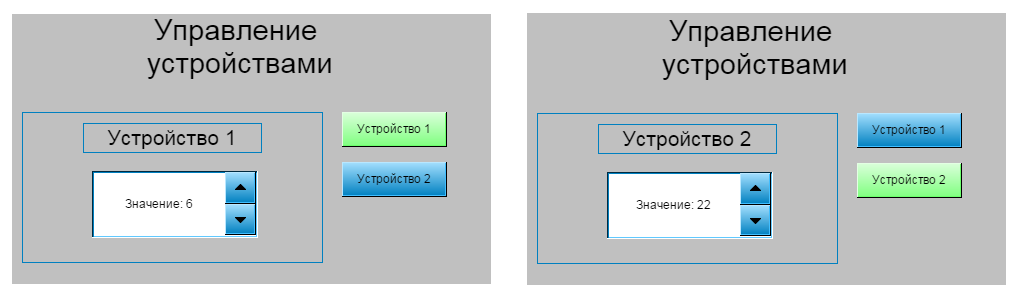 Управление
устройствами
Устройство 1
Значение: 6
Устройство 1
Устройство 2
Управление
устройствами
Устройство 2
Значение: 22
Устройство 1
Устройство 2